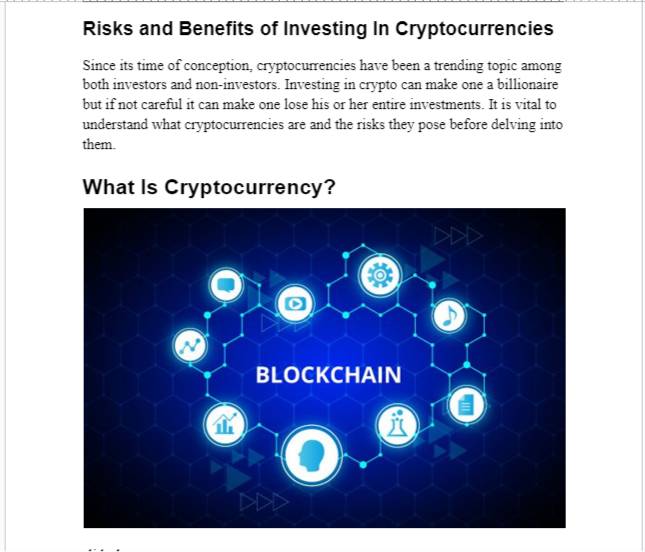 Risks and Benefits of Investing In Cryptocurrencies
Since its time of conception, cryptocurrencies have been a trending topic among
both investors and non-investors. Investing in crypto can make one a billionaire
but if not careful it can make one lose his or her entire investments. It is vital to
understand what cryptocurrencies are and the risks they pose before delving into
them.
What Is Cryptocurrency?
BLOCKCHAIN